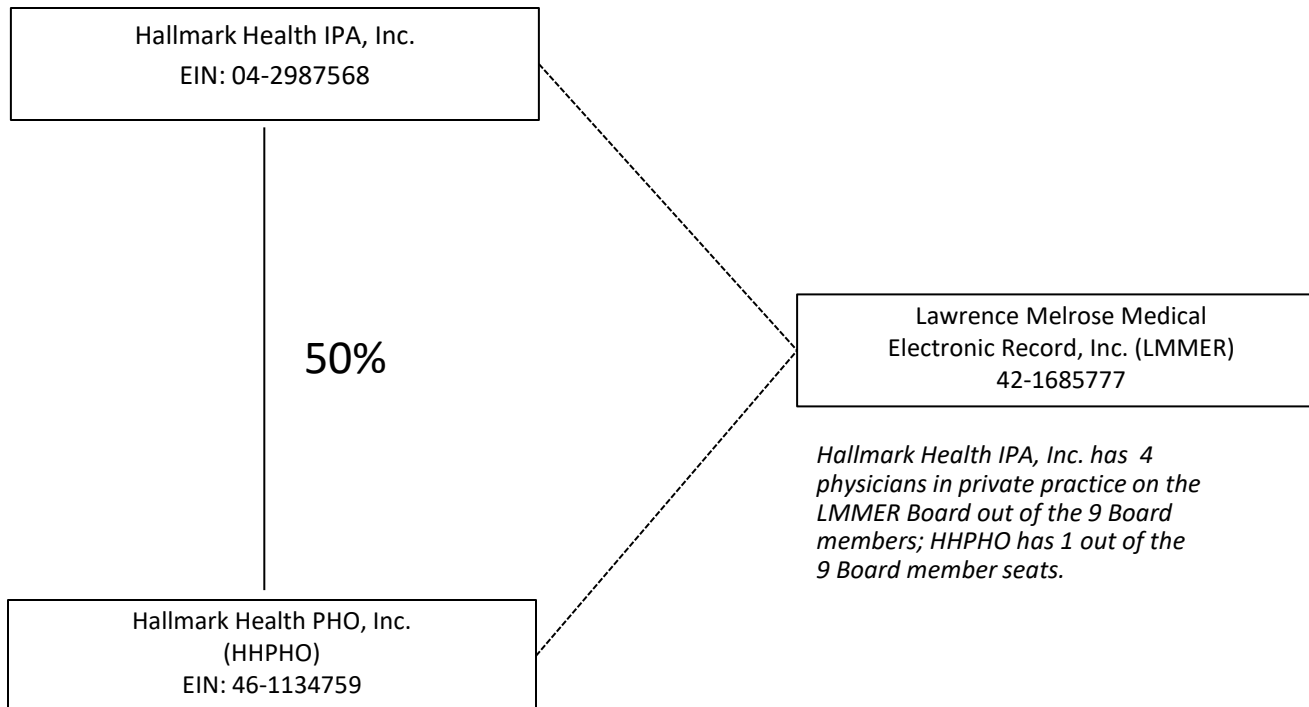 Hallmark Health IPA, Inc.
EIN: 04-2987568
50%
Lawrence Melrose Medical
Electronic Record, Inc. (LMMER)
42-1685777
Hallmark Health IPA, Inc. has 4
physicians in private practice on the
LMMER Board out of the 9 Board
members; HHPHO has 1 out of the
9 Board member seats.
Hallmark Health PHO, Inc.
(HHPHO)
EIN: 46-1134759